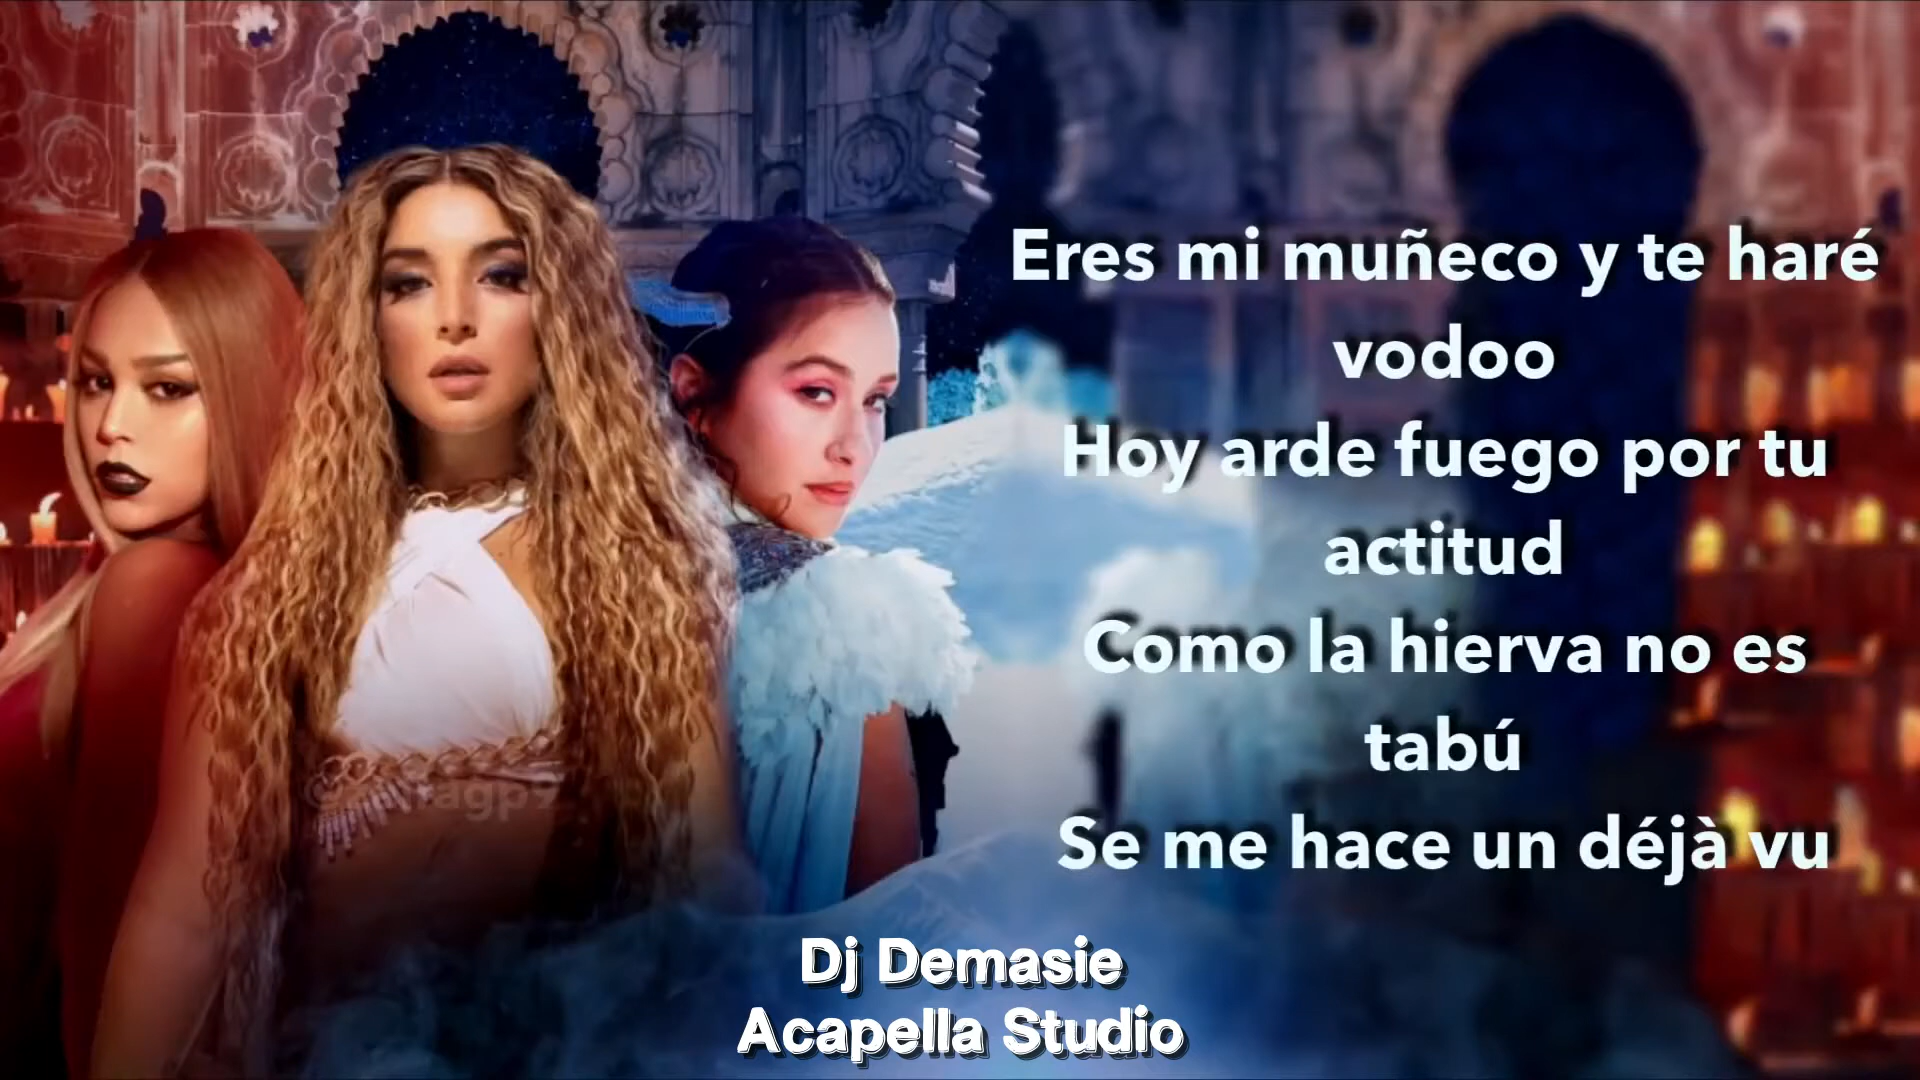 Eres mi muñeco y te haré
vodoo
Hoy arde fuego por tu
actitud
Como la hierva no es
tabú
Se me hace un déjà vu
Dj Demasie
Acapella Studio